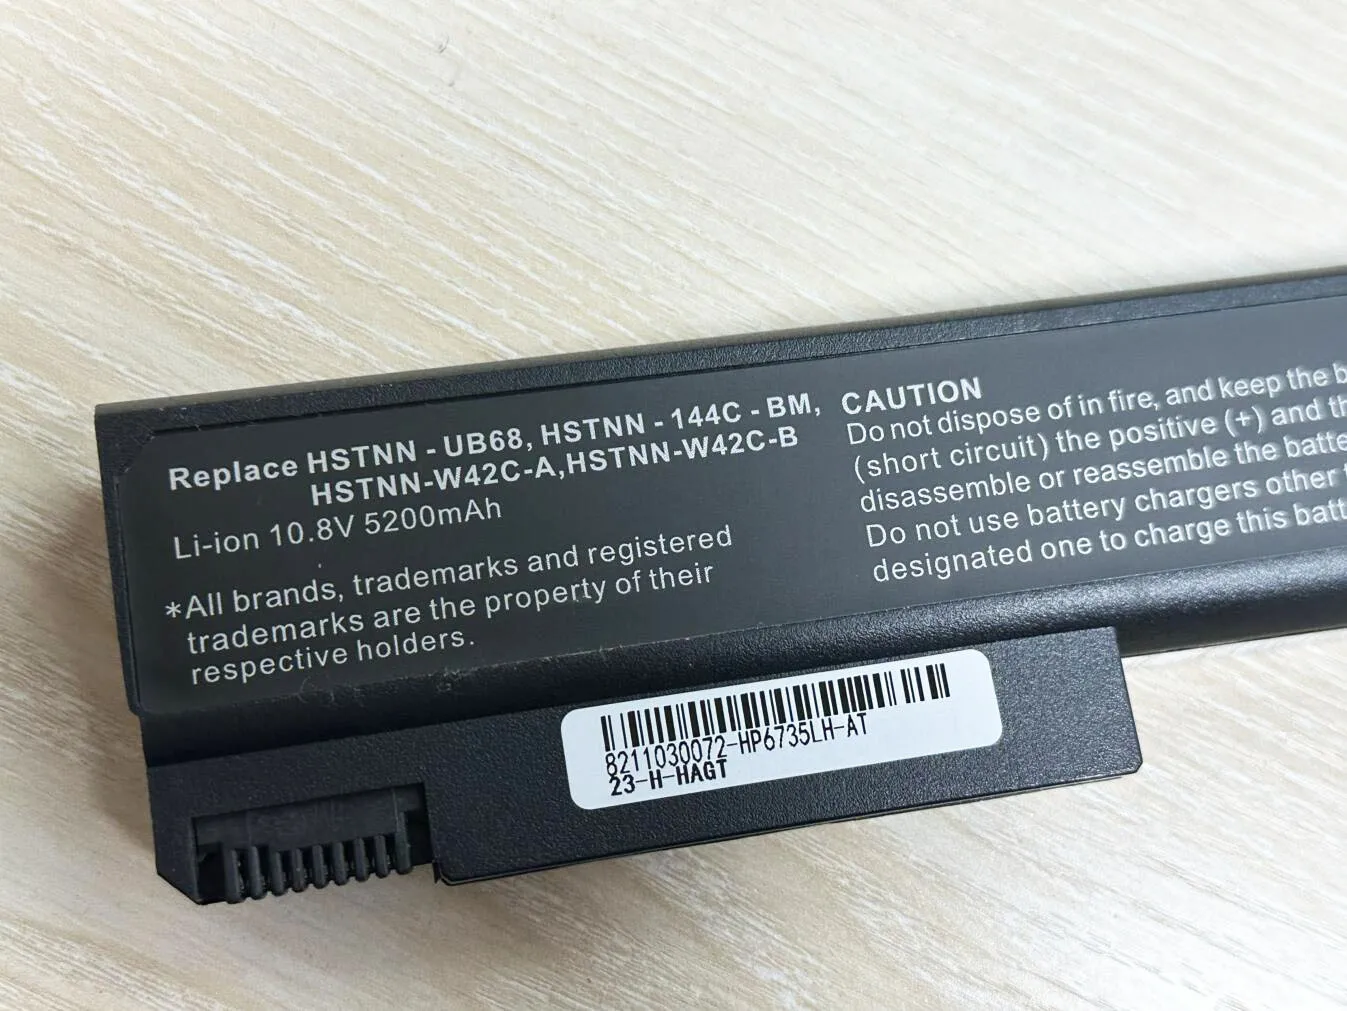 Replace HSTNN - UB68, HSTNN - 144C - BM,
HSTNN-W42C-A,HSTNN-W42C-B
Li-ion 10.8V 5200mAh
*All brands, trademarks and registered
trademarks are the property of their
respective holders.
CAUTION
Do not dispose of in fire, and keep the
(short circuit) the positive (+) and
disassemble or reassemble the
Do not use battery chargers other
designated one to charge this
8211030072-HP6735LH-AT
23-H-HAGT